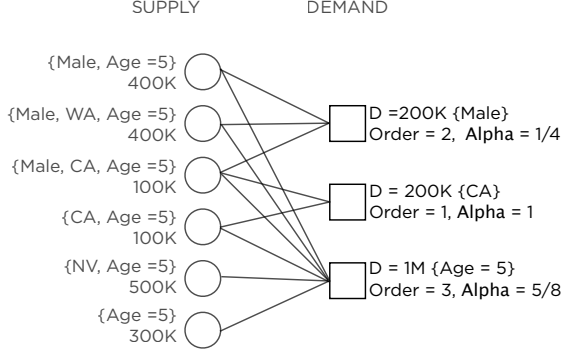 SUPPLY
DEMAND
{Male, Age =5}
400K
{Male, WA, Age =5}
400K
{Male, CA, Age =5}
100K
{CA, Age =5}
100K
{NV, Age =5}
500K
{Age =5}
300K
D =200K {Male}
Order = 2, Alpha = 1/4
D = 200K {CA}
Order = 1, Alpha = 1
D = 1M {Age = 5}
Order = 3, Alpha = 5/8